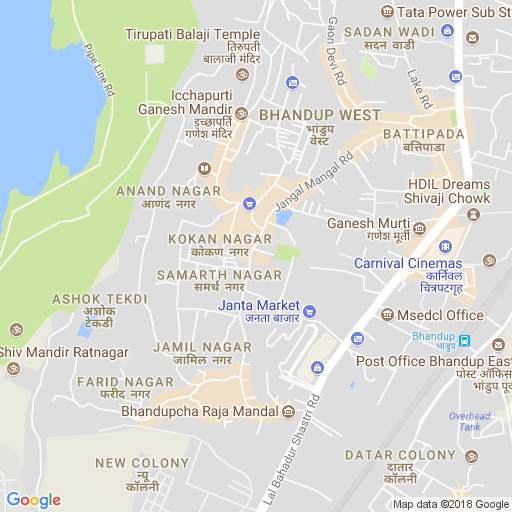 Tata Power Sub St
Tirupati Balaji Temple
तिरुपती
बालाजी मंदिर
SADAN WADI
सदन वाडी
Gaon Devi Rd
Lake Rd
Pipe Line Rd
Icchapurti
Ganesh Mandir
इच्छापूर्ति
गणेश मंदिर
BHANDUP WEST
भांडुप
वेस्ट
BATTIPADA
बत्तिपाडा
Jangal Mangal Rd
ANAND NAGAR
आणंद नगर
HDIL Dreams
Shivaji Chowk
Ganesh Murti
गणेश मूर्ती
KOKAN NAGAR
कोकण नगर
Carnival Cinemas
कार्निवल
चित्रपटगृह
SAMARTH NAGAR
समर्थ नगर
ASHOK TEKDI
अशोक
टेकडी
Janta Market
जनता बाजार
Msedcl Office
Bhandup
भांडुप
Shiv Mandir Ratnagar
JAMIL NAGAR
जामिल नगर
Post Office Bhandup East
पोस्ट ऑफिस
भांडुप पूर्व
FARID NAGAR
फरीद नगर
Bhandupcha Raja Mandal
Lal Bahadur Shastri Rd
Overhead
Tank
NEW COLONY
न्यू
कॉलनी
DATAR COLONY
दातार
कॉलनी
Google
Map data ©2018 Google